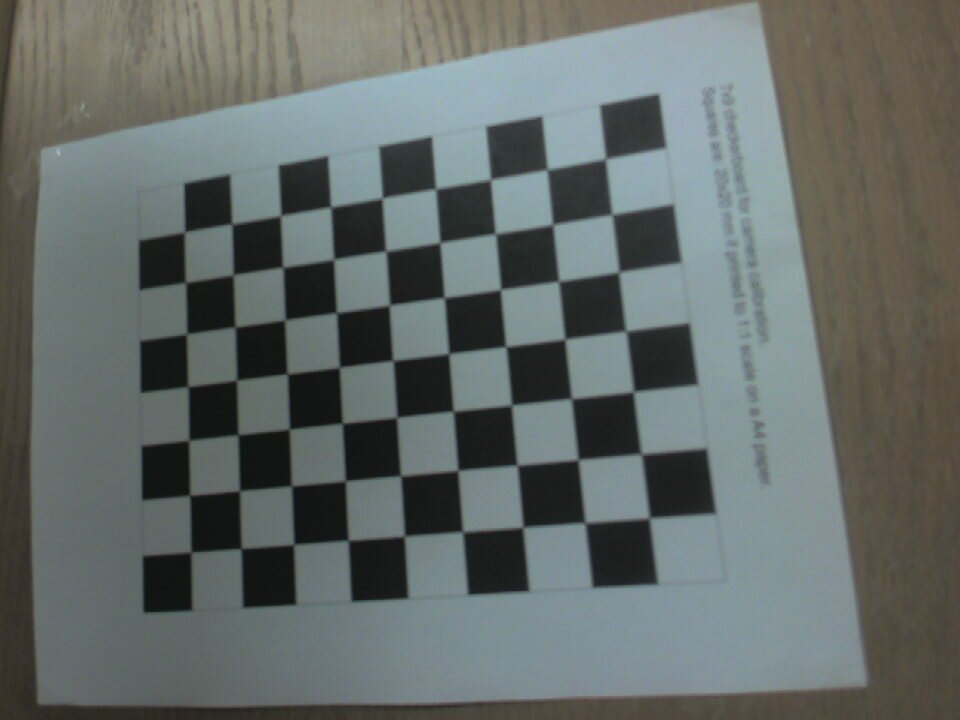 7x9 checkerboard for camera calibration.
Squares are 20x20 mm if printed to 1:1 scale on a A4 paper.